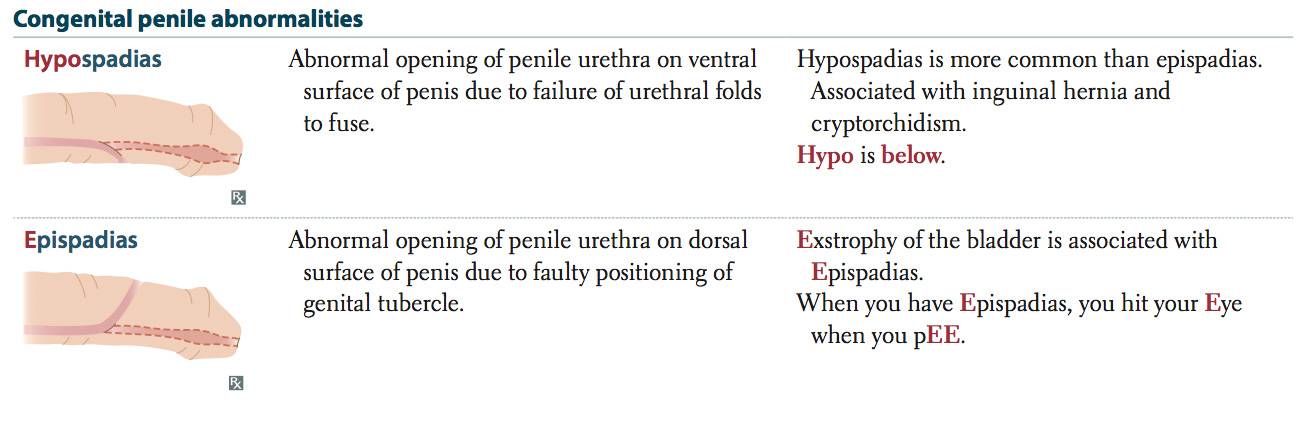 Congenital penile abnormalities
Hypospadias
Abnormal opening of penile urethra on ventral
surface of penis due to failure of urethral folds
to fuse.
Hypospadias is more common than epispadias.
Associated with inguinal hernia and
cryptorchidism.
Hypo is below.
℞
Epispadias
Abnormal opening of penile urethra on dorsal
surface of penis due to faulty positioning of
genital tubercle.
Exstrophy of the bladder is associated with
Epispadias.
When you have Epispadias, you hit your Eye
when you pEE.
℞